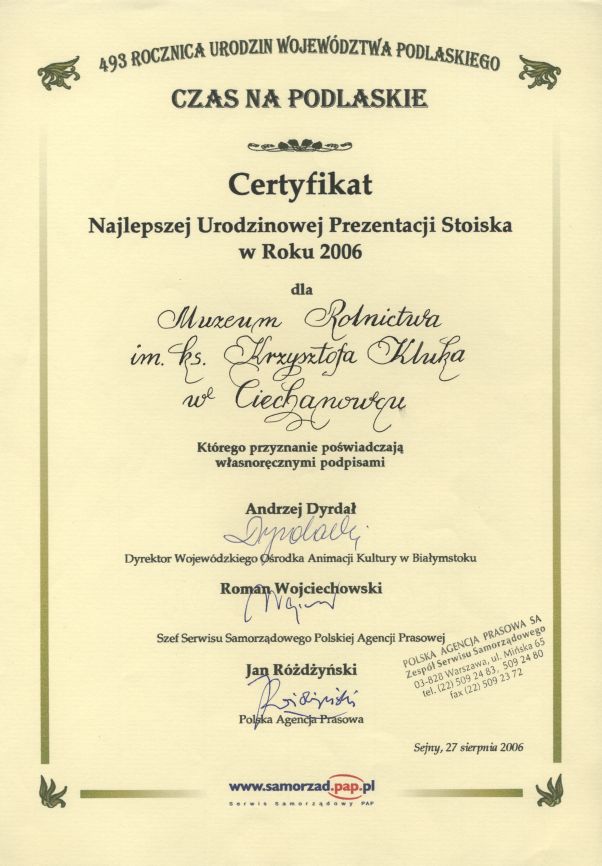 493 ROCZNICA URODZIN WOJEWÓDZTWA PODLASKIEGO
CZAS NA PODLASKIE
Certyfikat
Najlepszej Urodzinowej Prezentacji Stoiska
w Roku 2006
dla
Muzeum Rolnictwa
im. ks. Krzysztofa Kluka
w Ciechanowcu
Którego przyznanie poświadczają
własnoręcznymi podpisami
Andrzej Dyrdał
Dyrektor Wojewódzkiego Ośrodka Animacji Kultury w Białymstoku
Roman Wojciechowski
Szef Serwisu Samorządowego Polskiej Agencji Prasowej
POLSKA AGENCJA PRASOWA SA
Zespół Serwisu Samorządowego
03-828 Warszawa, ul. Mińska 65
tel. (22) 509 24 83, 509 24 80
fax (22) 509 23 72
Jan Różdżyński
Polska Agencja Prasowa
Sejny, 27 sierpnia 2006
www.samorzad.pap.pl
Serwis Samorządowy PAP